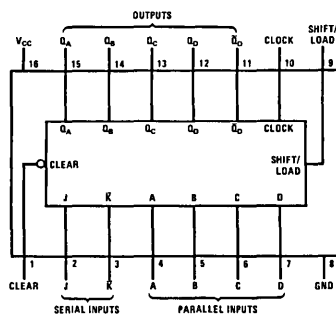 OUTPUTS
VCC QA QB QC QD Q̅D CLOCK SHIFT/
LOAD
16 15 14 13 12 11 10 9
QA QB QC QD Q̅D CLOCK
CLEAR SHIFT/
LOAD
J K̅ A B C D
1 2 3 4 5 6 7 8
CLEAR J K̅ A B C D GND
SERIAL INPUTS PARALLEL INPUTS